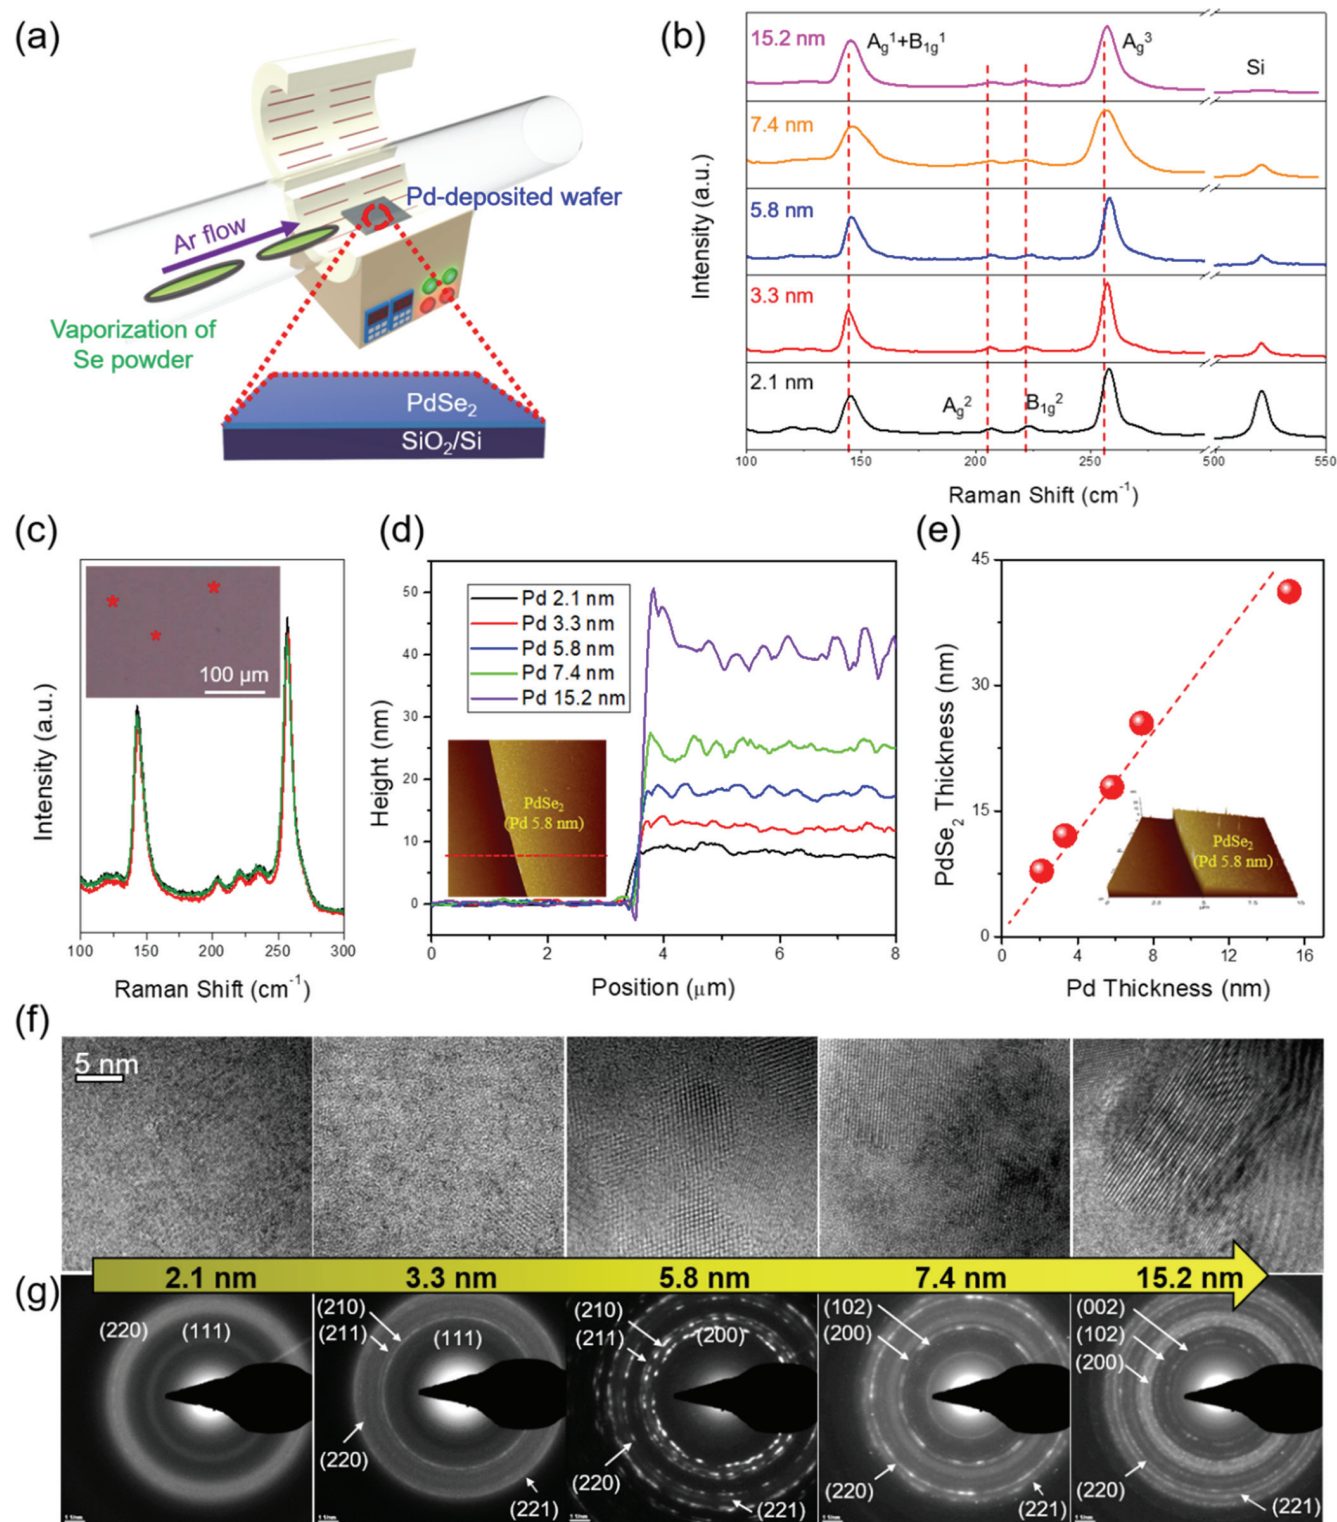 (a)
Pd-deposited wafer
Ar flow
Vaporization of
Se powder
PdSe₂
SiO₂/Si
(b)
15.2 nm
A_g¹+B_1g¹
A_g³
Si
7.4 nm
5.8 nm
3.3 nm
2.1 nm
A_g²
B_1g²
Intensity (a.u.)
100 150 200 250 500 550
Raman Shift (cm⁻¹)
(c)
100 µm
Intensity (a.u.)
100 150 200 250 300
Raman Shift (cm⁻¹)
(d)
50
40
30
20
10
0
Height (nm)
Pd 2.1 nm
Pd 3.3 nm
Pd 5.8 nm
Pd 7.4 nm
Pd 15.2 nm
PdSe₂
(Pd 5.8 nm)
0 2 4 6 8
Position (µm)
(e)
45
30
15
0
PdSe₂ Thickness (nm)
PdSe₂
(Pd 5.8 nm)
0 4 8 12 16
Pd Thickness (nm)
(f)
5 nm
2.1 nm 3.3 nm 5.8 nm 7.4 nm 15.2 nm
(g)
(220) (111)
(210)
(211) (111)
(220)
(221)
(210)
(211) (200)
(220)
(221)
(102)
(200)
(220)
(221)
(002)
(102)
(200)
(220)
(221)